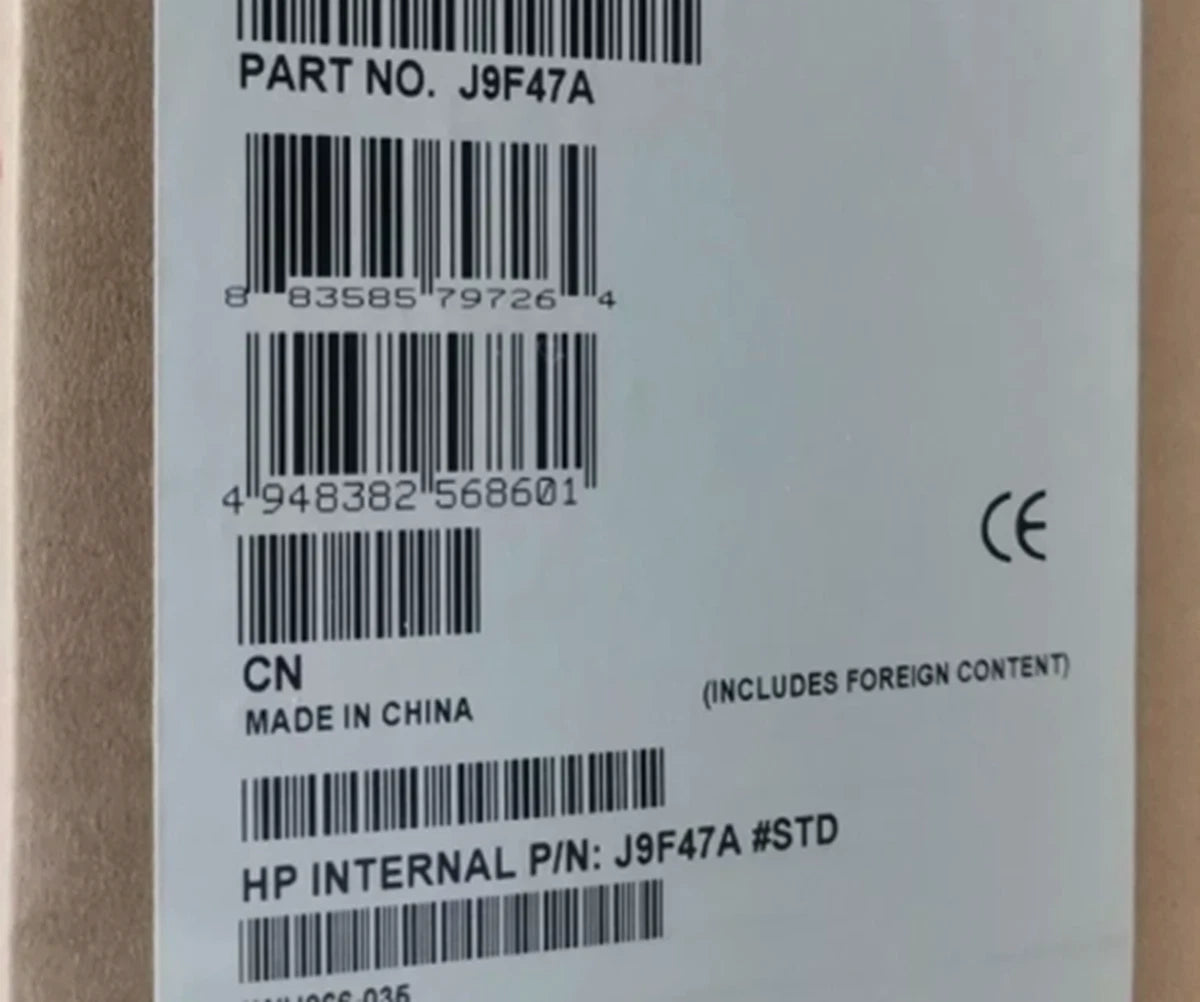 PART NO. J9F47A
8 83585 79726 4
4 948382 568601
CE
CN
MADE IN CHINA
(INCLUDES FOREIGN CONTENT)
HP INTERNAL P/N: J9F47A #STD